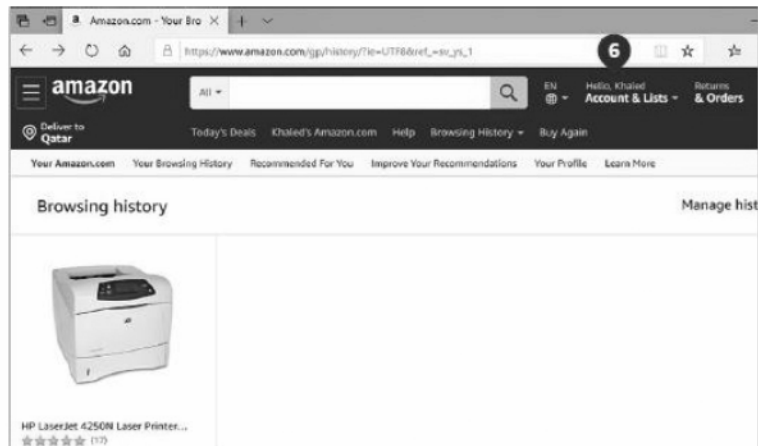 Amazon.com - Your Bro
https://www.amazon.com/gp/history/?ie=UTF8&ref_=sv_ys_1
6
amazon
All
EN
Hello, Khaled
Account & Lists
Returns
& Orders
Deliver to
Qatar
Today's Deals Khaled's Amazon.com Help Browsing History Buy Again
Your Amazon.com Your Browsing History Recommended For You Improve Your Recommendations Your Profile Learn More
Browsing history
Manage hist
HP LaserJet 4250N Laser Printer...
(17)